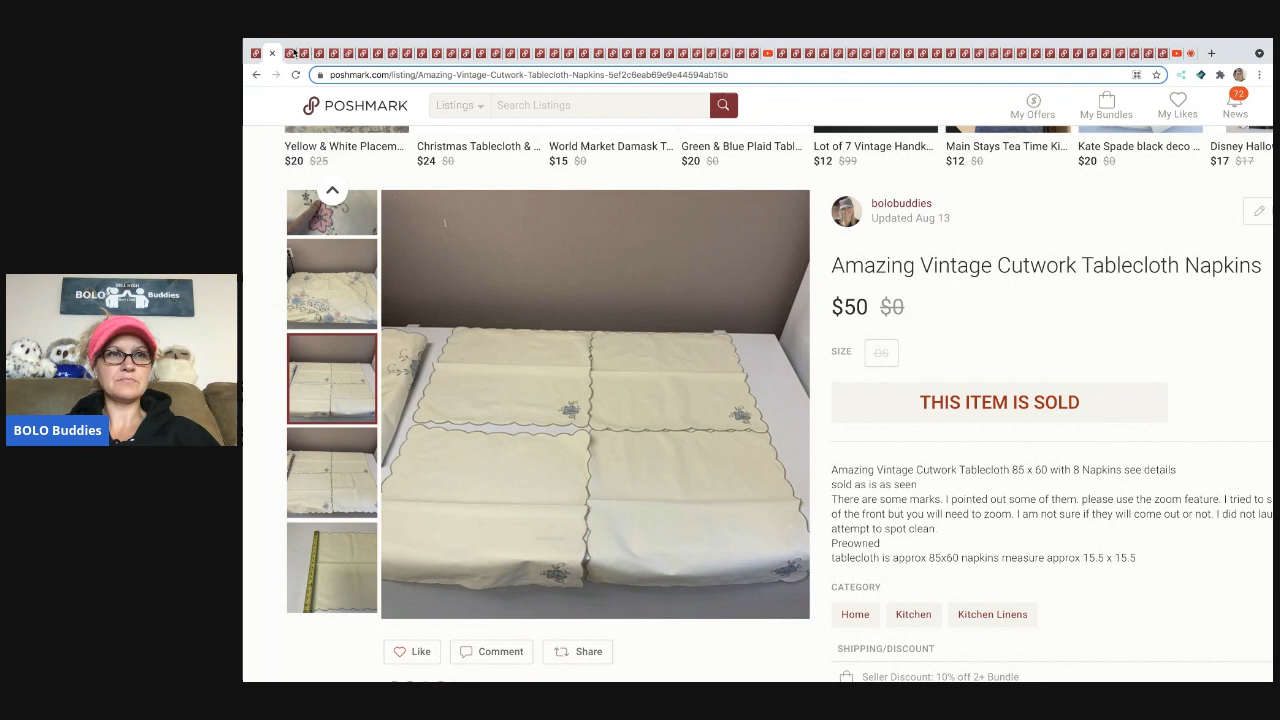 poshmark.com/listing/Amazing-Vintage-Cutwork-Tablecloth-Napkins-5ef2c6eab69e9e44594ab15b
POSHMARK
Listings
Search Listings
My Offers
My Bundles
My Likes
72
News
Yellow & White Placem...
$20 $25
Christmas Tablecloth & ...
$24 $0
World Market Damask T...
$15 $0
Green & Blue Plaid Tabl...
$20 $0
Lot of 7 Vintage Handk...
$12 $99
Main Stays Tea Time Ki...
$12 $0
Kate Spade black deco ...
$20 $0
Disney Hallo
$17 $17
bolobuddies
Updated Aug 13
Amazing Vintage Cutwork Tablecloth Napkins
$50 $0
SIZE
OS
THIS ITEM IS SOLD
Amazing Vintage Cutwork Tablecloth 85 x 60 with 8 Napkins see details
sold as is as seen
There are some marks. I pointed out some of them. please use the zoom feature. I tried to s
of the front but you will need to zoom. I am not sure if they will come out or not. I did not lau
attempt to spot clean.
Preowned
tablecloth is approx 85x60 napkins measure approx 15.5 x 15.5
CATEGORY
Home
Kitchen
Kitchen Linens
SHIPPING/DISCOUNT
Seller Discount: 10% off 2+ Bundle
Like
Comment
Share
BOLO Buddies
BOLO Buddies